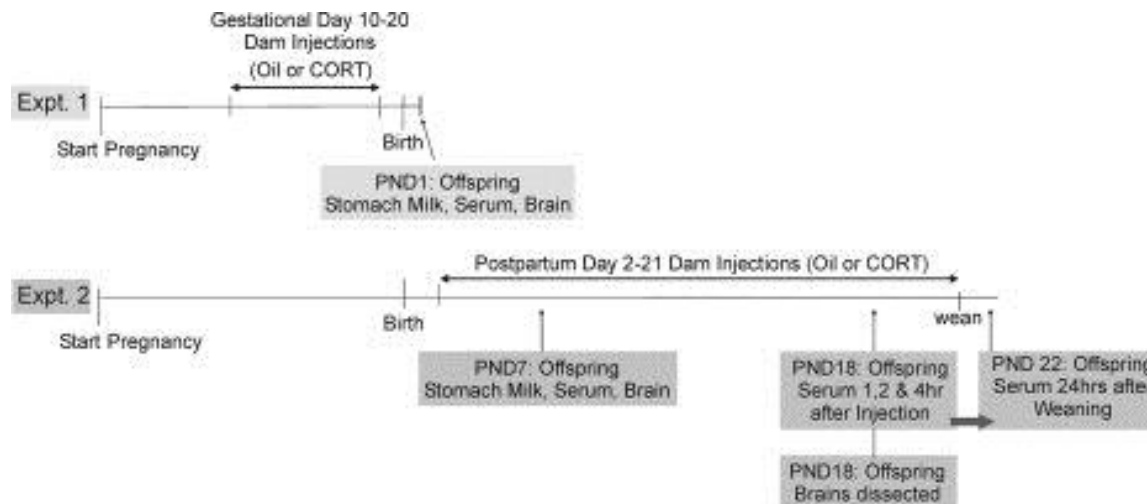 Gestational Day 10-20
Dam Injections
(Oil or CORT)
Expt. 1
Start Pregnancy
Birth
PND1: Offspring
Stomach Milk, Serum, Brain
Postpartum Day 2-21 Dam Injections (Oil or CORT)
Expt. 2
Start Pregnancy
Birth
wean
PND7: Offspring
Stomach Milk, Serum, Brain
PND18: Offspring
Serum 1,2 & 4hr
after Injection
PND 22: Offspring
Serum 24hrs after
Weaning
PND18: Offspring
Brains dissected